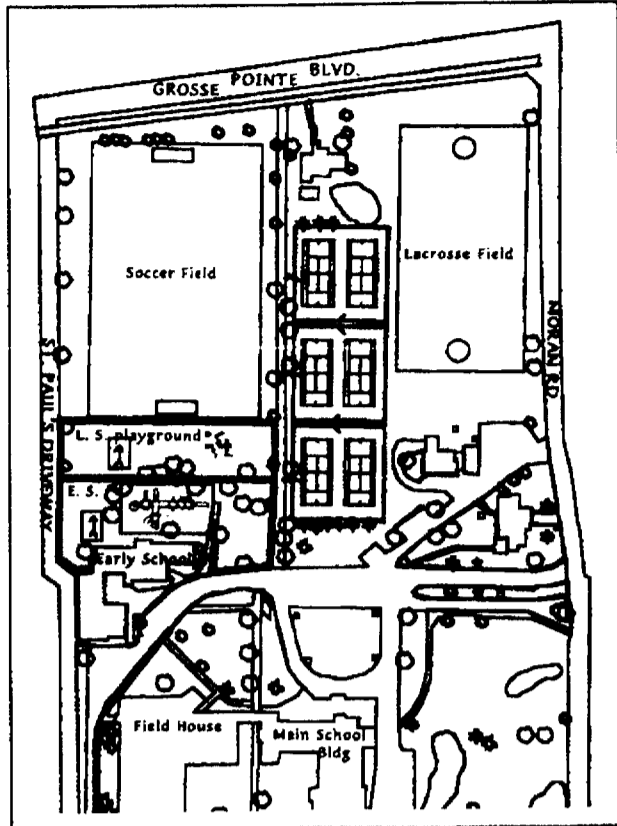 GROSSE POINTE BLVD.
Soccer Field
Lacrosse Field
ST. PAUL'S DRIVEWAY
MORAN RD
L. S. playground
E. S.
Early School
Field House
Main School
Bldg